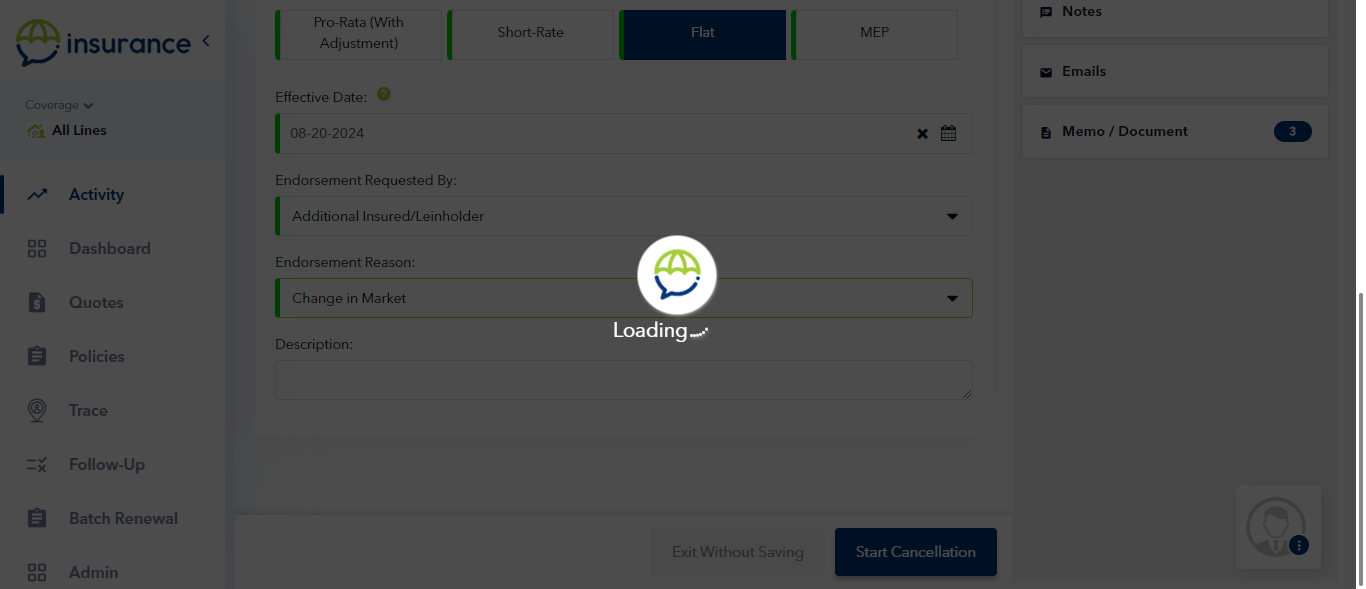 insurance
Coverage
All Lines
Activity
Dashboard
Quotes
Policies
Trace
Follow-Up
Batch Renewal
Admin
Pro-Rata (With
Adjustment)
Short-Rate
Flat
MEP
Effective Date:
?
08-20-2024
Endorsement Requested By:
Additional Insured/Leinholder
Endorsement Reason:
Change in Market
Loading
Description:
Exit Without Saving
Start Cancellation
Notes
Emails
Memo / Document
3